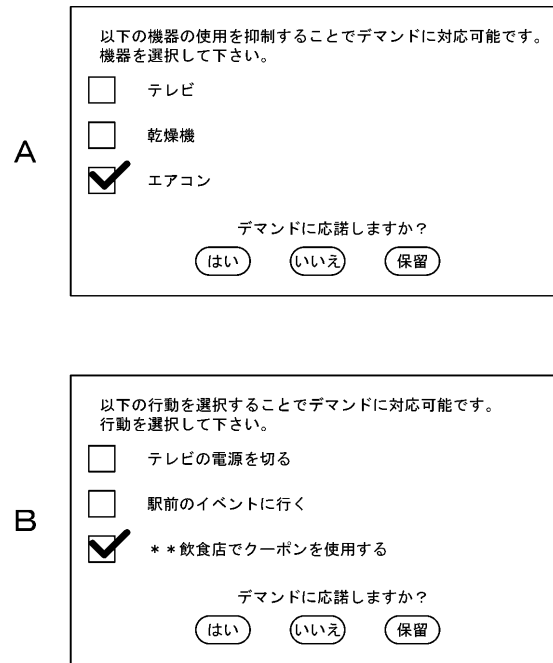 以下の機器の使用を抑制することでデマンドに対応可能です。
機器を選択して下さい。
テレビ
乾燥機
A
エアコン
デマンドに応諾しますか？
はい いいえ 保留
以下の行動を選択することでデマンドに対応可能です。
行動を選択して下さい。
テレビの電源を切る
駅前のイベントに行く
B
＊＊飲食店でクーポンを使用する
デマンドに応諾しますか？
はい いいえ 保留